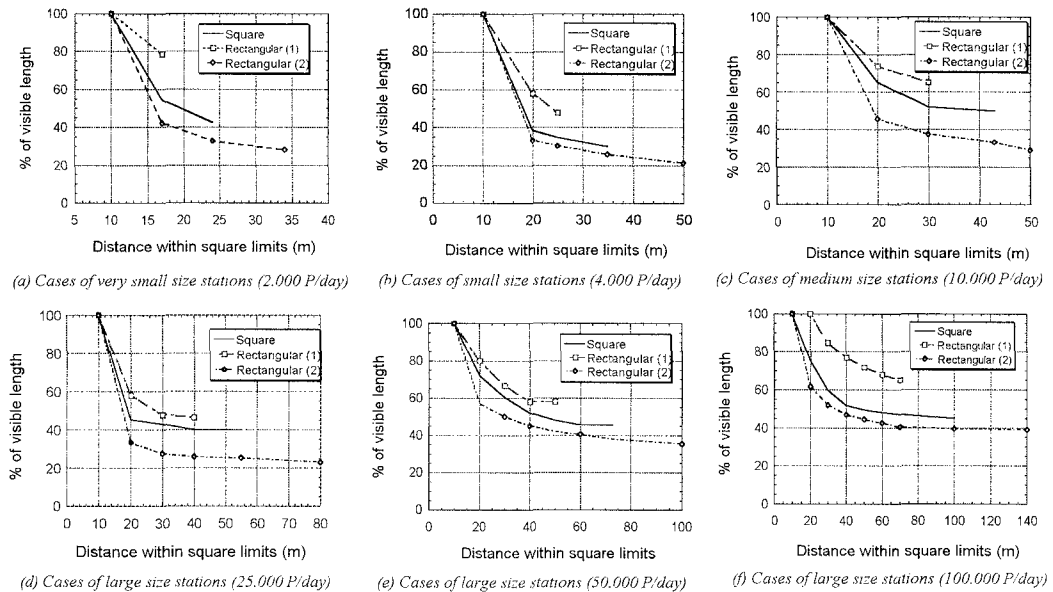 100
80
60
40
20
0
% of visible length
Square
Rectangular (1)
Rectangular (2)
5 10 15 20 25 30 35 40
Distance within square limits (m)
(a) Cases of very small size stations (2.000 P/day)
100
80
60
40
20
0
% of visible length
Square
Rectangular (1)
Rectangular (2)
0 10 20 30 40 50
Distance within square limits (m)
(b) Cases of small size stations (4.000 P/day)
100
80
60
40
20
0
% of visible length
Square
Rectangular (1)
Rectangular (2)
0 10 20 30 40 50
Distance within square limits (m)
(c) Cases of medium size stations (10.000 P/day)
100
80
60
40
20
0
% of visible length
Square
Rectangular (1)
Rectangular (2)
0 10 20 30 40 50 60 70 80
Distance within square limits (m)
(d) Cases of large size stations (25.000 P/day)
100
80
60
40
20
0
% of visible length
Square
Rectangular (1)
Rectangular (2)
0 20 40 60 80 100
Distance within square limits
(e) Cases of large size stations (50.000 P/day)
100
80
60
40
20
0
% of visible length
Square
Rectangular (1)
Rectangular (2)
0 20 40 60 80 100 120 140
Distance within square limits (m)
(f) Cases of large size stations (100.000 P/day)